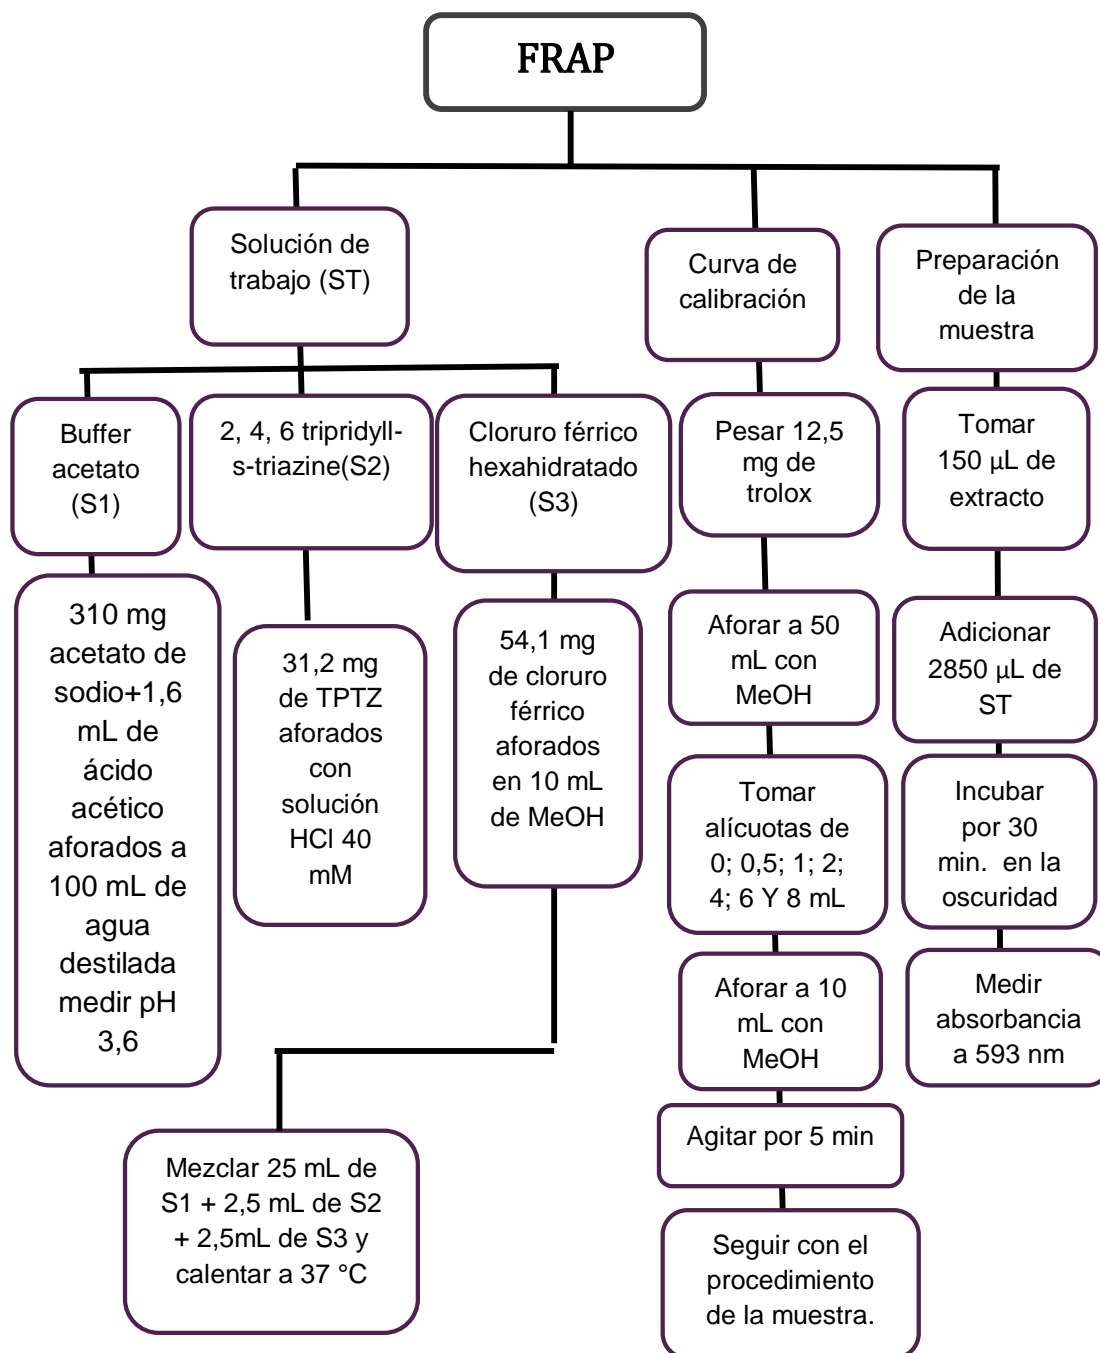 FRAP
Solución de
trabajo (ST)
Curva de
calibración
Preparación
de la
muestra
Buffer
acetato
(S1)
2, 4, 6 tripridyll-
s-triazine(S2)
Cloruro férrico
hexahidratado
(S3)
Pesar 12,5
mg de
trolox
Tomar
150 µL de
extracto
310 mg
acetato de
sodio+1,6
mL de
ácido
acético
aforados a
100 mL de
agua
destilada
medir pH
3,6
31,2 mg
de TPTZ
aforados
con
solución
HCl 40
mM
54,1 mg
de cloruro
férrico
aforados
en 10 mL
de MeOH
Aforar a 50
mL con
MeOH
Adicionar
2850 µL de
ST
Tomar
alícuotas de
0; 0,5; 1; 2;
4; 6 Y 8 mL
Incubar
por 30
min. en la
oscuridad
Aforar a 10
mL con
MeOH
Medir
absorbancia
a 593 nm
Agitar por 5 min
Mezclar 25 mL de
S1 + 2,5 mL de S2
+ 2,5mL de S3 y
calentar a 37 °C
Seguir con el
procedimiento
de la muestra.